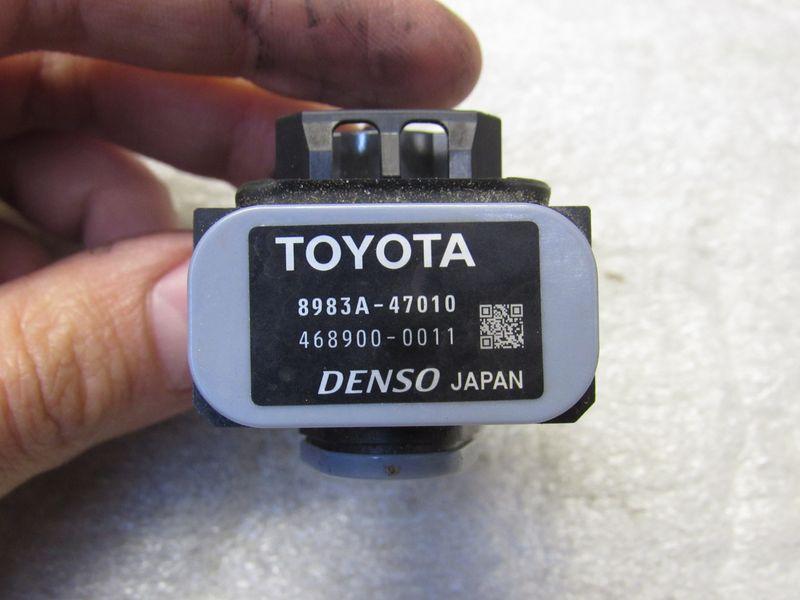 TOYOTA
8983A-47010
468900-0011
DENSO JAPAN